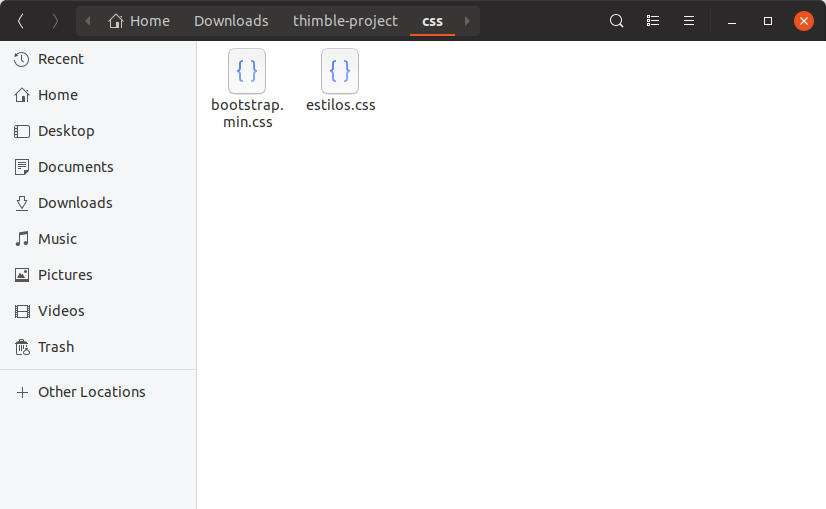 Home Downloads thimble-project css
Recent
Home
Desktop
Documents
Downloads
Music
Pictures
Videos
Trash
Other Locations
bootstrap.
min.css
estilos.css